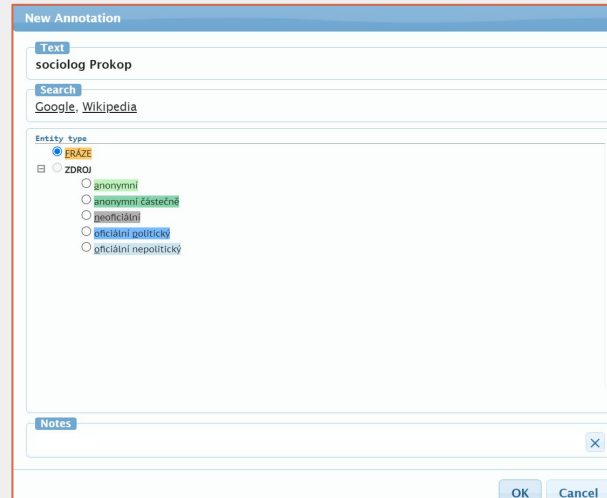 New Annotation
Text
sociolog Prokop
Search
Google, Wikipedia
Entity type
FRÁZE
ZDROJ
anonymní
anonymní částečně
neoficiální
oficiální politický
oficiální nepolitický
Notes
OK Cancel